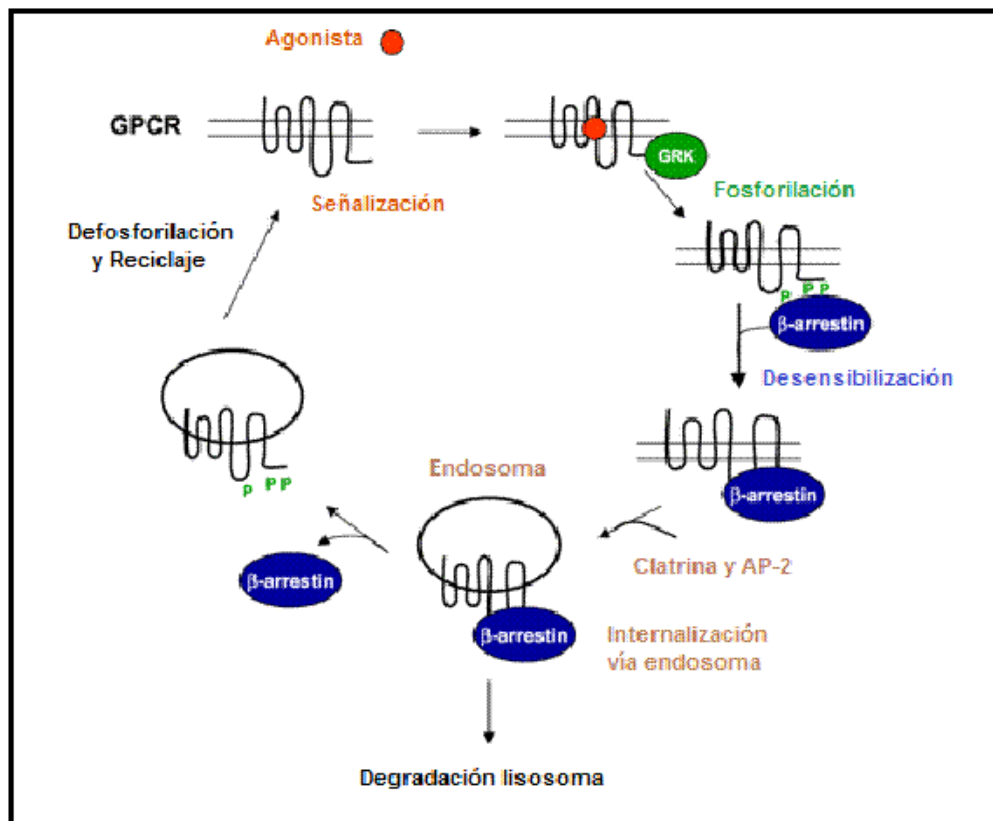 Agonista
GPCR
GRK
Señalización
Fosforilación
Defosforilación
y Reciclaje
P P P
β-arrestin
Desensibilización
β-arrestin
P P P
Endosoma
Clatrina y AP-2
β-arrestin
β-arrestin
Internalización
vía endosoma
Degradación lisosoma